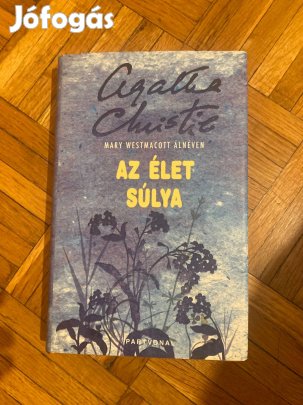 Jófogás
Agatha
Christie
MARY WESTMACOTT ÁLNÉVEN
AZ ÉLET
SÚLYA
PARTVONAL